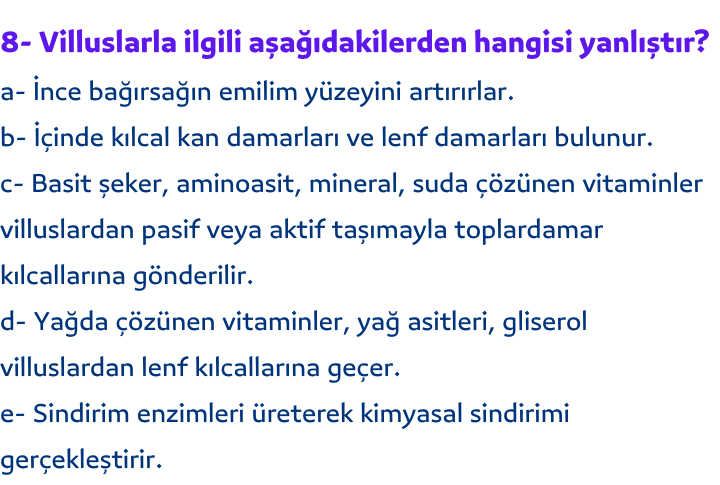 8- Villuslarla ilgili aşağıdakilerden hangisi yanlıştır?
a- İnce bağırsağın emilim yüzeyini artırırlar.
b- İçinde kılcal kan damarları ve lenf damarları bulunur.
c- Basit şeker, aminoasit, mineral, suda çözünen vitaminler
villuslardan pasif veya aktif taşımayla toplardamar
kılcallarına gönderilir.
d- Yağda çözünen vitaminler, yağ asitleri, gliserol
villuslardan lenf kılcallarına geçer.
e- Sindirim enzimleri üreterek kimyasal sindirimi
gerçekleştirir.